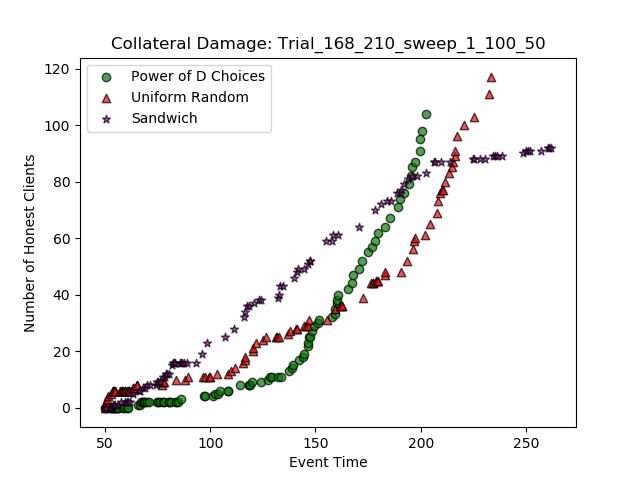 Collateral Damage: Trial_168_210_sweep_1_100_50
120
100
80
60
40
20
0
Number of Honest Clients
Power of D Choices
Uniform Random
Sandwich
50
100
150
200
250
Event Time